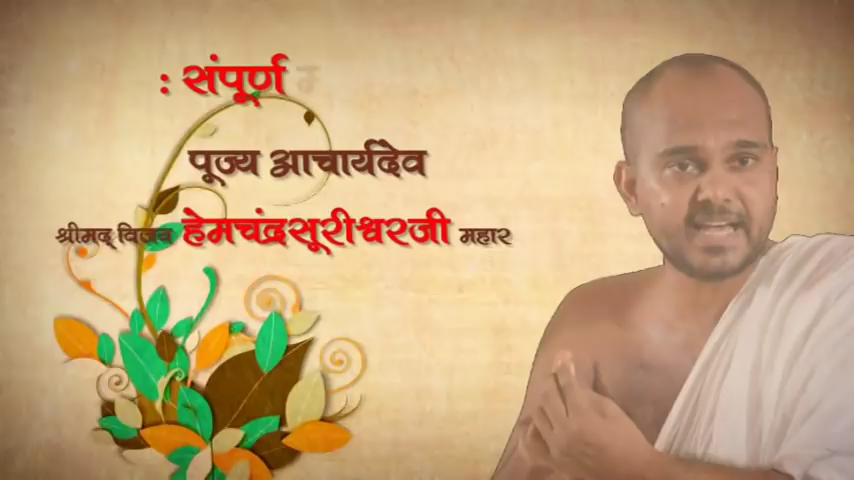 : संपूर्ण
पूज्य आचार्यदेव
श्रीमद् विजय हेमचंद्रसूरीश्वरजी महार